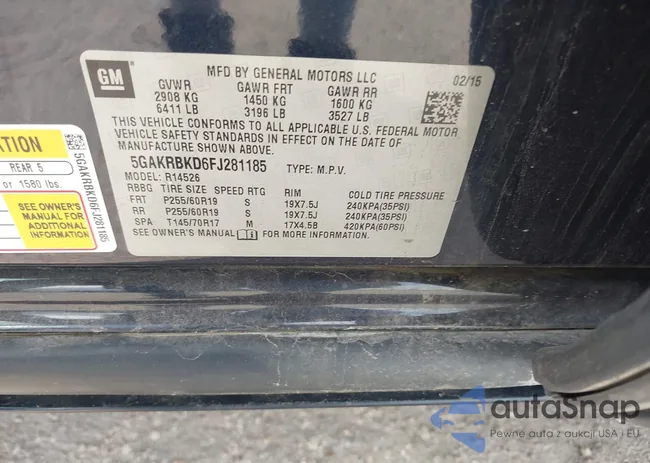 GM
MFD BY GENERAL MOTORS LLC
02/15
GVWR GAWR FRT GAWR RR
2908 KG 1450 KG 1600 KG
6411 LB 3196 LB 3527 LB
THIS VEHICLE CONFORMS TO ALL APPLICABLE U.S. FEDERAL MOTOR
VEHICLE SAFETY STANDARDS IN EFFECT ON THE DATE OF
MANUFACTURE SHOWN ABOVE.
5GAKRBKD6FJ281185 TYPE: M.P.V.
MODEL: R14526
RBBG TIRE SIZE SPEED RTG RIM COLD TIRE PRESSURE
FRT P255/60R19 S 19X7.5J 240KPA(35PSI)
RR P255/60R19 S 19X7.5J 240KPA(35PSI)
SPA T145/70R17 M 17X4.5B 420KPA(60PSI)
SEE OWNER'S MANUAL FOR MORE INFORMATION.
ATION
REAR 5
or 1580 lbs.
SEE OWNER'S
MANUAL FOR
ADDITIONAL
INFORMATION
5GAKRBKD6FJ281185
autoSnap
Pewne auta z aukcji USA i EU